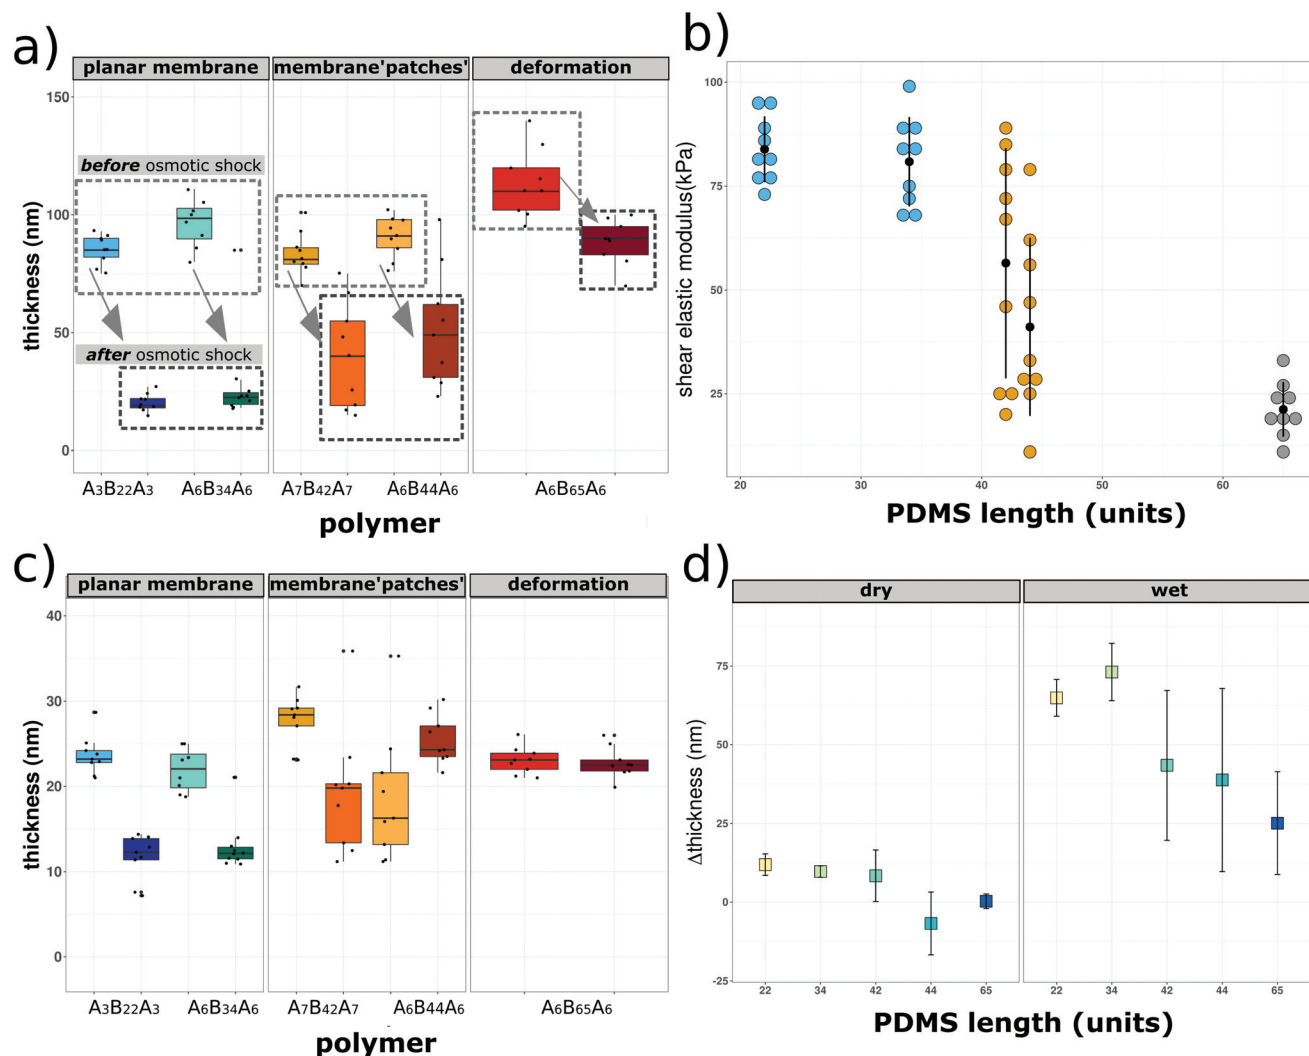 a)
planar membrane membrane'patches' deformation
150
100
50
0
thickness (nm)
before osmotic shock
after osmotic shock
A3B22A3 A6B34A6 A7B42A7 A6B44A6 A6B65A6
polymer
b)
100
75
50
25
shear elastic modulus(kPa)
20 30 40 50 60
PDMS length (units)
c)
planar membrane membrane'patches' deformation
40
30
20
10
0
thickness (nm)
A3B22A3 A6B34A6 A7B42A7 A6B44A6 A6B65A6
polymer
d)
dry wet
75
50
25
0
-25
Δthickness (nm)
22 34 42 44 65 22 34 42 44 65
PDMS length (units)